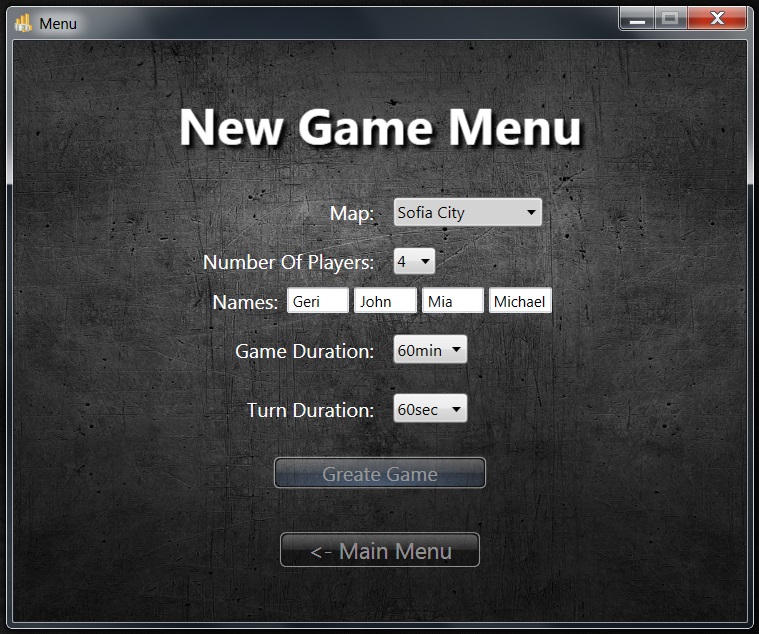 Menu
New Game Menu
Map: Sofia City
Number Of Players: 4
Names: Geri John Mia Michael
Game Duration: 60min
Turn Duration: 60sec
Greate Game
<- Main Menu